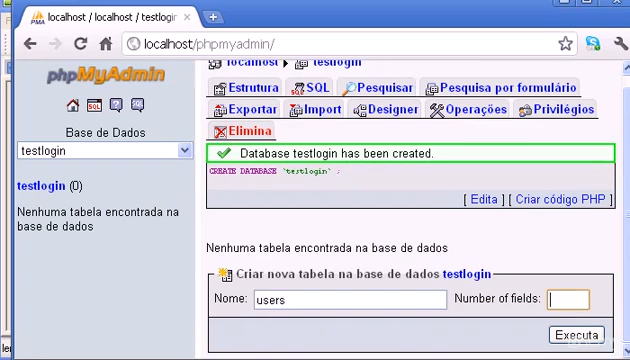 localhost / localhost / testlogin
localhost/phpmyadmin/
phpMyAdmin
Base de Dados
testlogin
testlogin (0)
Nenhuma tabela encontrada na
base de dados
localhost testlogin
Estrutura SQL Pesquisar Pesquisa por formulário
Exportar Import Designer Operações Privilégios
Elimina
Database testlogin has been created.
CREATE DATABASE `testlogin` ;
[ Edita ] [ Criar código PHP ]
Nenhuma tabela encontrada na base de dados
Criar nova tabela na base de dados testlogin
Nome: users Number of fields:
Executa